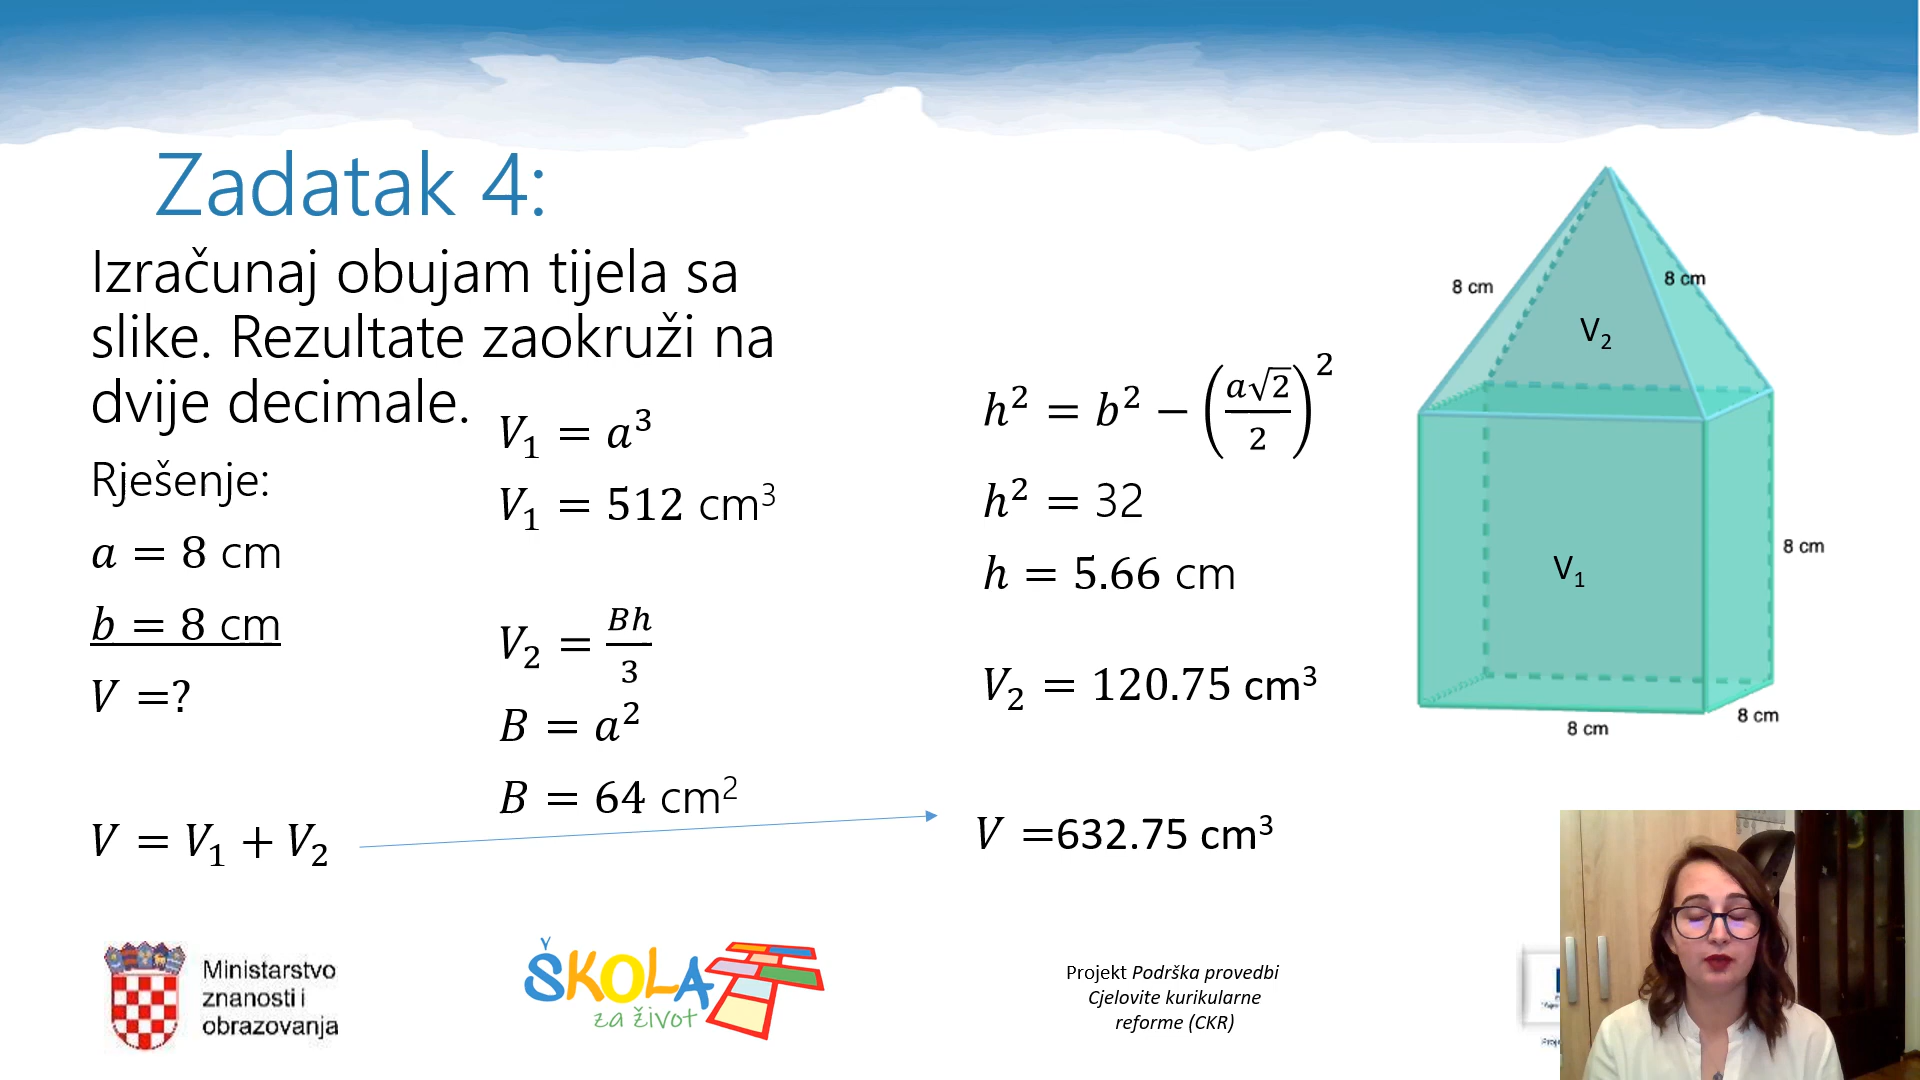 Zadatak 4:
Izračunaj obujam tijela sa
slike. Rezultate zaokruži na
dvije decimale.
Rješenje:
a = 8 cm
b = 8 cm
V =?
V = V₁ + V₂
V₁ = a³
V₁ = 512 cm³
V₂ = Bh/3
B = a²
B = 64 cm²
h² = b² − (a√2/2)²
h² = 32
h = 5.66 cm
V₂ = 120.75 cm³
V =632.75 cm³
8 cm
8 cm
V₂
V₁
8 cm
8 cm
8 cm
Ministarstvo
znanosti i
obrazovanja
ŠKOLA
za život
Projekt Podrška provedbi
Cjelovite kurikularne
reforme (CKR)